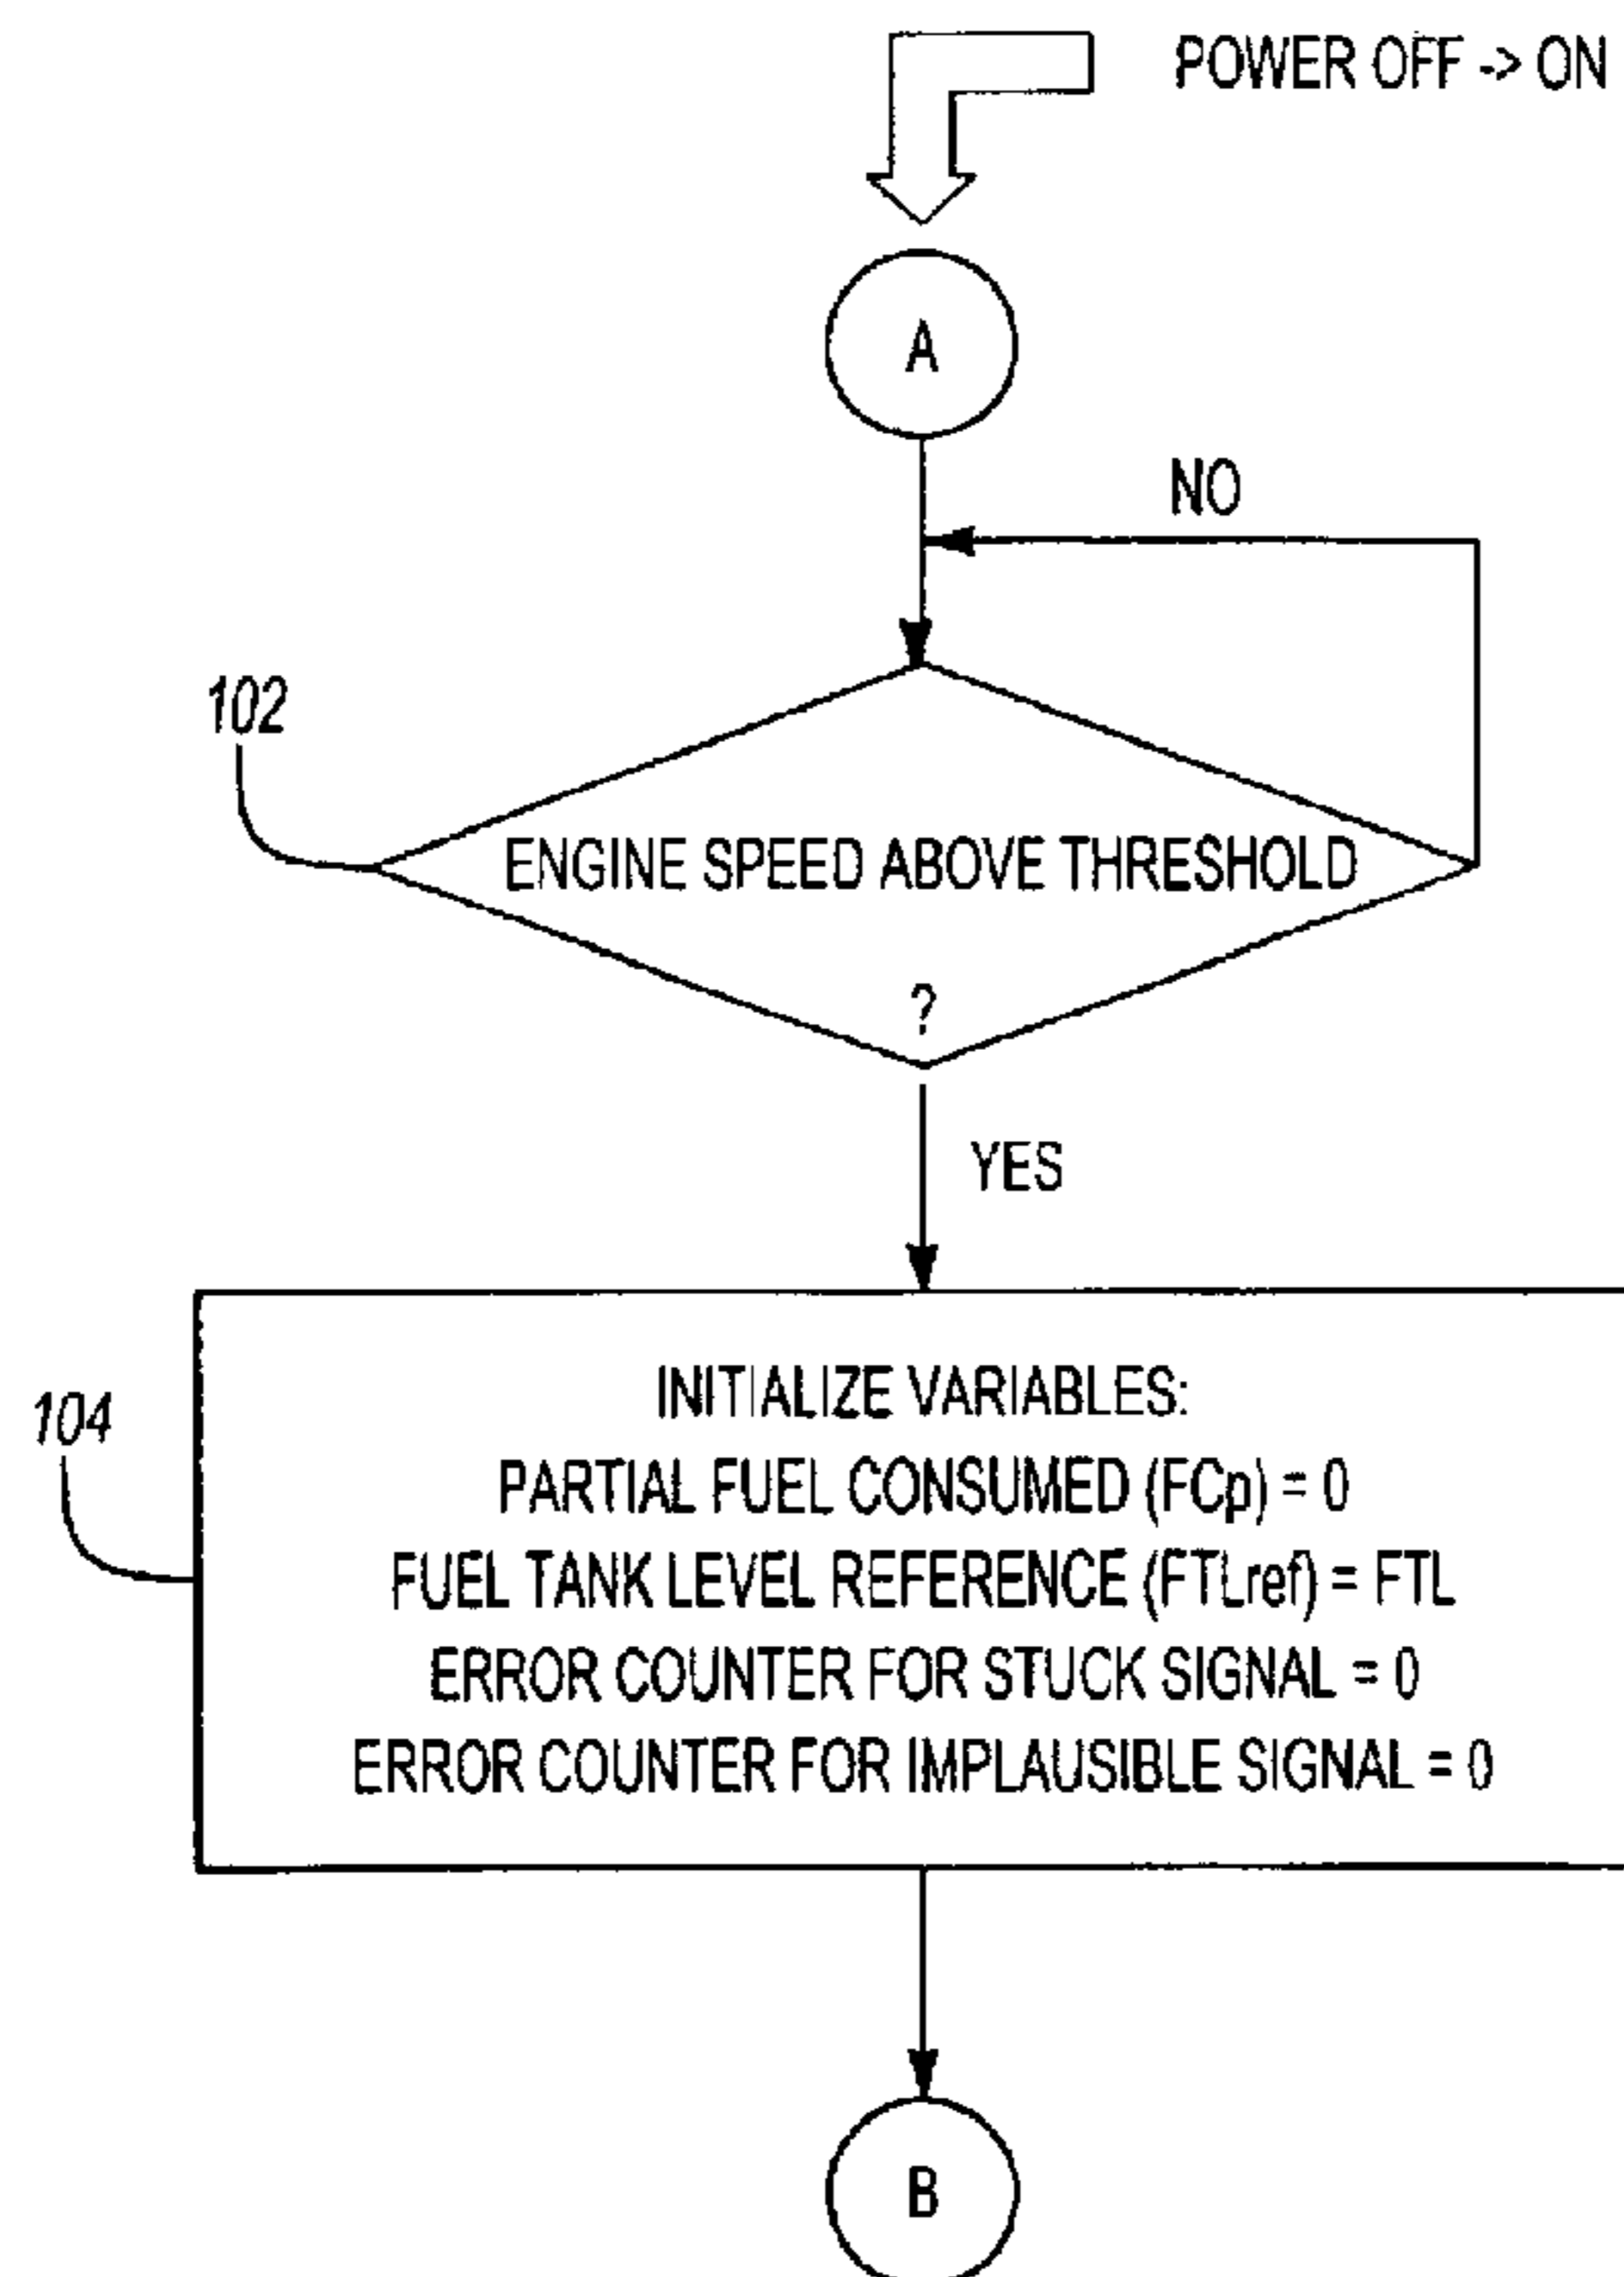 POWER OFF -> ON
A
NO
102
ENGINE SPEED ABOVE THRESHOLD
?
YES
104
INITIALIZE VARIABLES:
PARTIAL FUEL CONSUMED (FCp) = 0
FUEL TANK LEVEL REFERENCE (FTLref) = FTL
ERROR COUNTER FOR STUCK SIGNAL = 0
ERROR COUNTER FOR IMPLAUSIBLE SIGNAL = 0
B